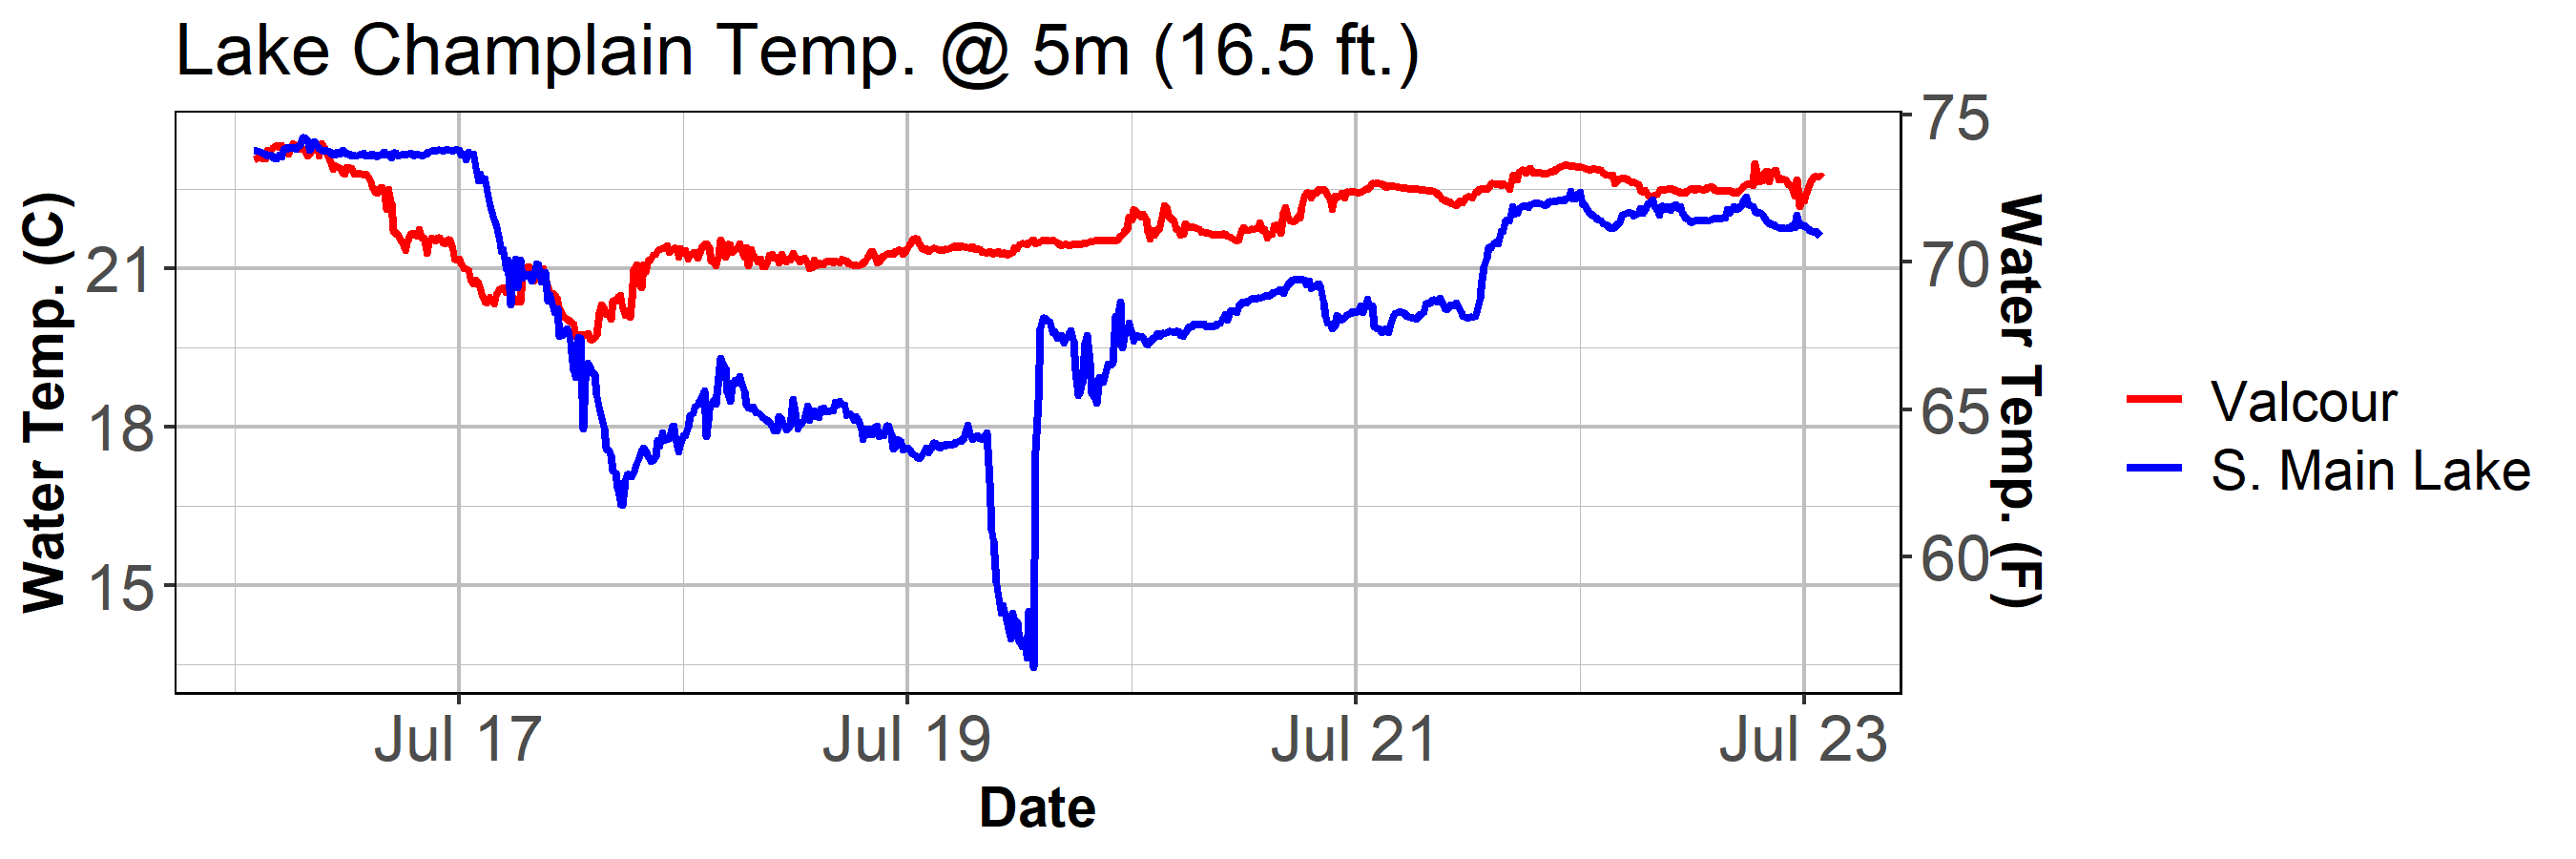 Lake Champlain Temp. @ 5m (16.5 ft.)
Water Temp. (C)
21
18
15
75
70
65
60
Water Temp. (F)
Jul 17
Jul 19
Jul 21
Jul 23
Date
Valcour
S. Main Lake